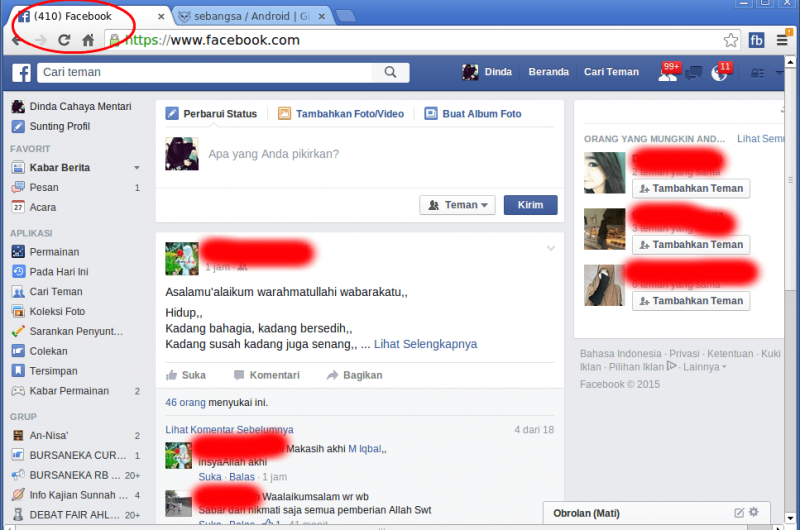 (410) Facebook
sebangsa / Android | Gi
https://www.facebook.com
fb
Cari teman
Dinda
Beranda
Cari Teman
99+
11
Dinda Cahaya Mentari
Sunting Profil
FAVORIT
Kabar Berita
Pesan 1
27 Acara
APLIKASI
Permainan
Pada Hari Ini
Cari Teman
Koleksi Foto
Sarankan Penyunt...
Colekan
Tersimpan
Kabar Permainan 2
GRUP
An-Nisa' 2
BURSANEKA CUR... 1
BURSANEKA RB ... 20+
Info Kajian Sunnah ... 4
DEBAT FAIR AHL... 20+
Perbarui Status
Tambahkan Foto/Video
Buat Album Foto
Apa yang Anda pikirkan?
Teman
Kirim
1 jam ·
Asalamu'alaikum warahmatullahi wabarakatu,,
Hidup,,
Kadang bahagia, kadang bersedih,,
Kadang susah kadang juga senang,, ... Lihat Selengkapnya
Suka
Komentari
Bagikan
46 orang menyukai ini.
Lihat Komentar Sebelumnya
4 dari 18
Makasih akhi M Iqbal,,
insyaAllah akhi
Suka · Balas · 1 jam
Waalaikumsalam wr wb
Sabar dan nikmati saja semua pemberian Allah Swt
Suka · Balas · 1 · 41 menit
ORANG YANG MUNGKIN AND...
Lihat Sem
2 teman yang sama
Tambahkan Teman
3 teman yang
Tambahkan Teman
6 teman yang sama
Tambahkan Teman
Bahasa Indonesia · Privasi · Ketentuan · Kuki
Iklan · Pilihan Iklan · Lainnya
Facebook © 2015
Obrolan (Mati)